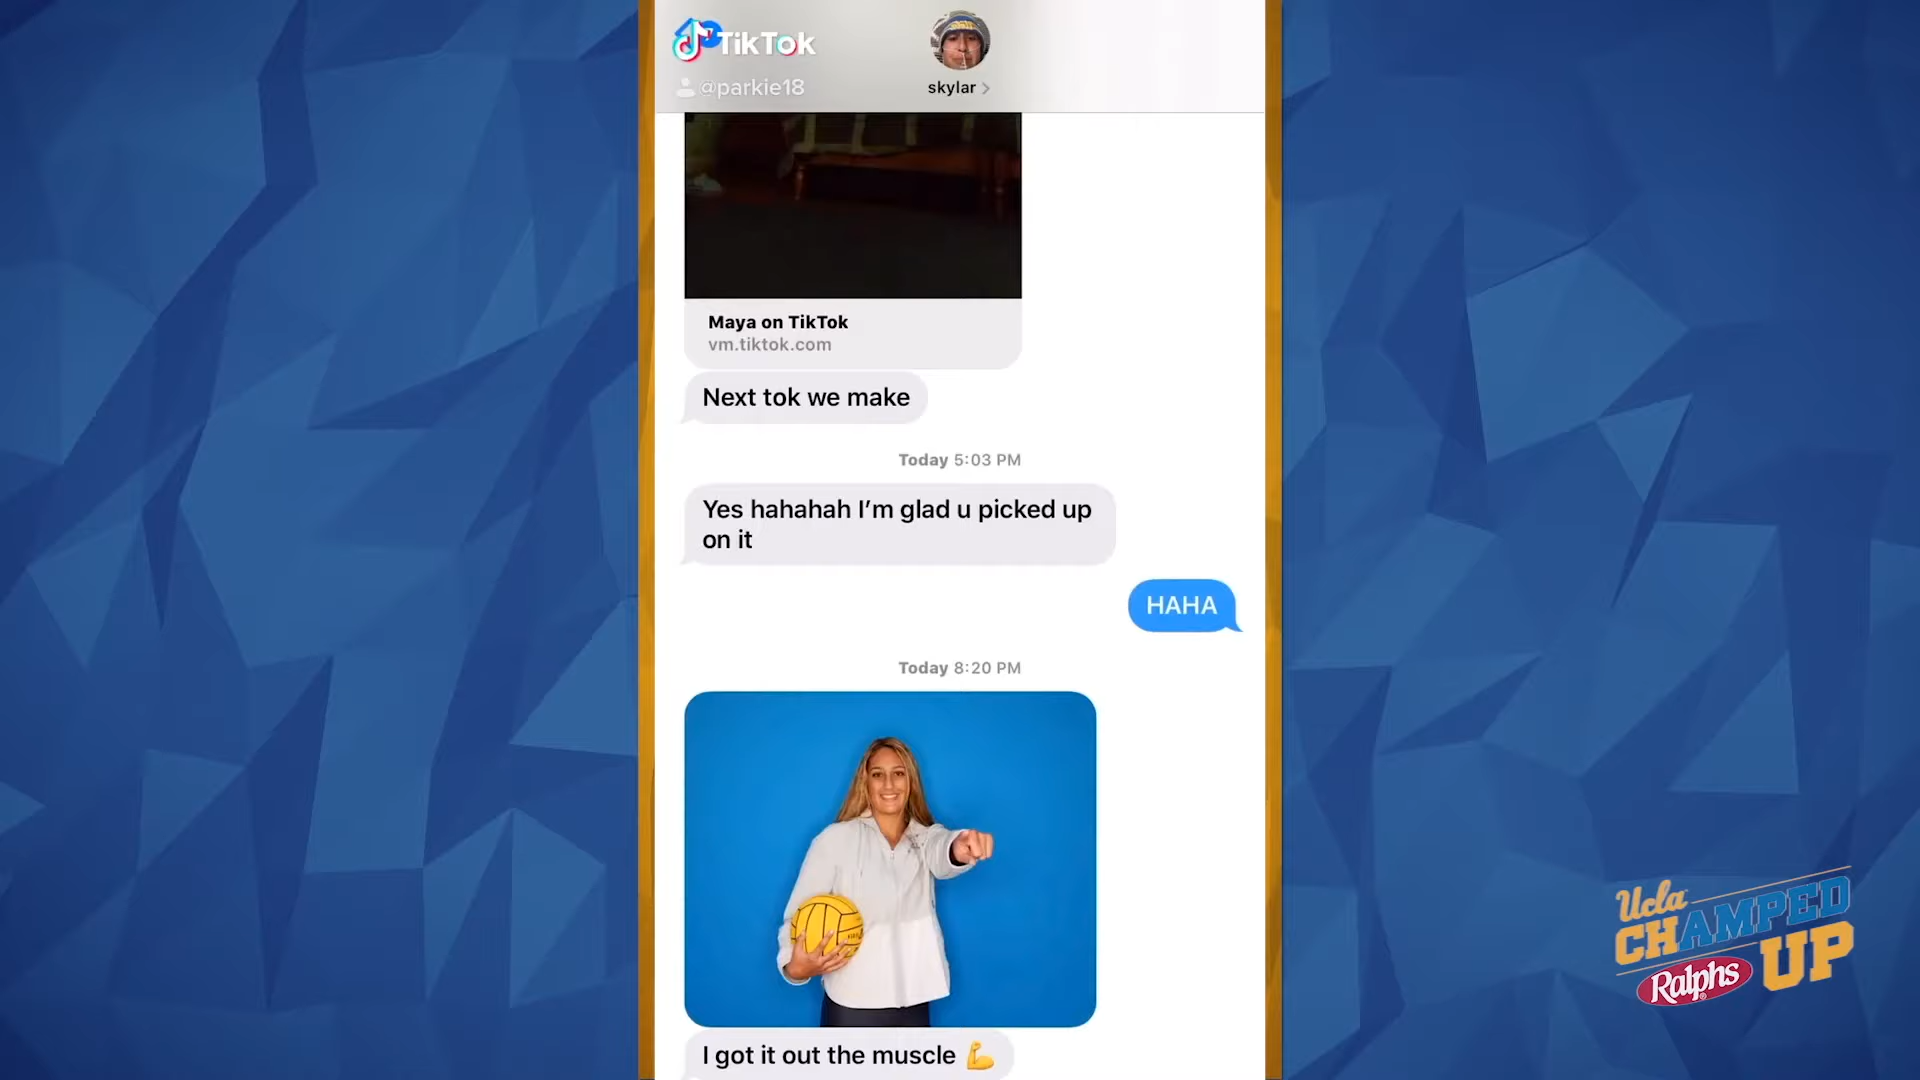 TikTok
@parkie18
skylar
Maya on TikTok
vm.tiktok.com
Next tok we make
Today 5:03 PM
Yes hahahah I'm glad u picked up
on it
HAHA
Today 8:20 PM
I got it out the muscle 💪
Ucla
CHAMPED
UP
Ralphs